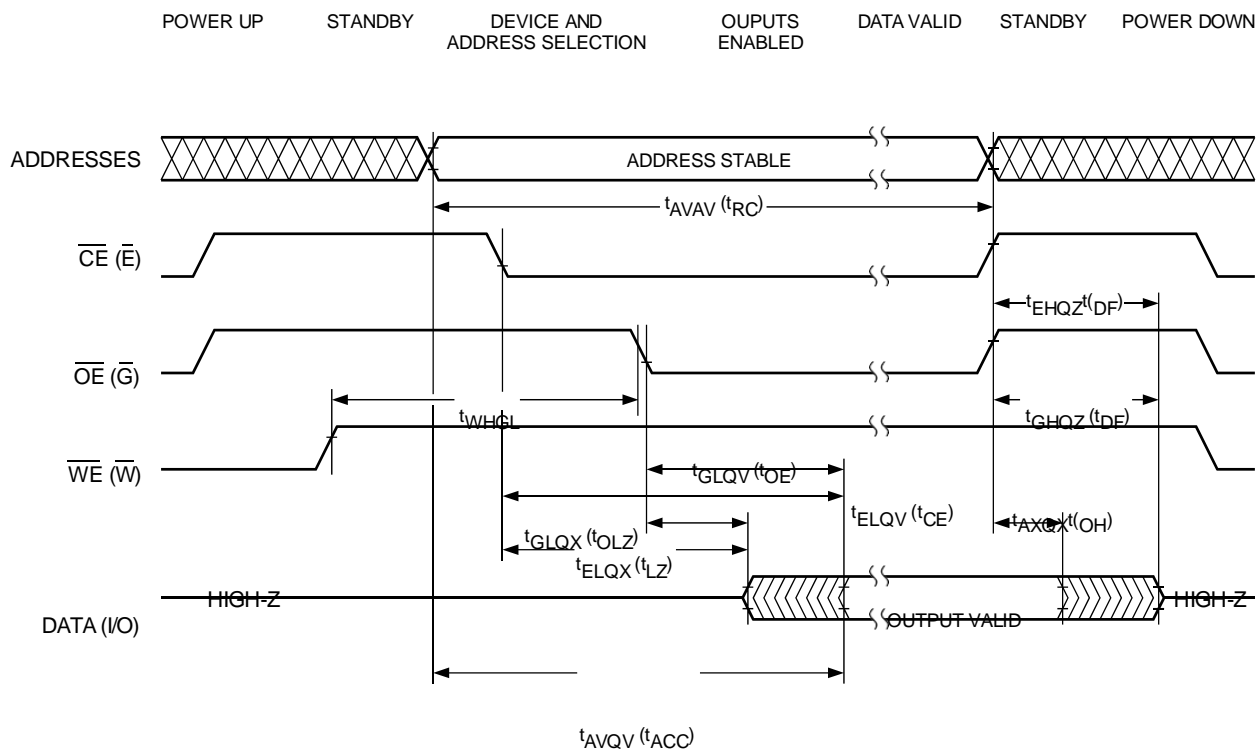 POWER UP STANDBY DEVICE AND ADDRESS SELECTION OUPUTS ENABLED DATA VALID STANDBY POWER DOWN
ADDRESSES
ADDRESS STABLE
tAVAV (tRC)
CE (E)
tEHQZ t(DF)
OE (G)
tWHGL
tGHQZ (tDF)
WE (W)
tGLQV (tOE)
tELQV (tCE)
tAXQX t(OH)
tGLQX (tOLZ)
tELQX (tLZ)
HIGH-Z
HIGH-Z
OUTPUT VALID
DATA (I/O)
tAVQV (tACC)